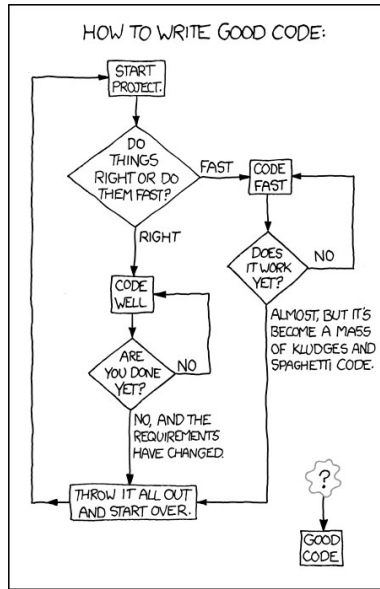 HOW TO WRITE GOOD CODE:
START
PROJECT.
DO
THINGS
RIGHT OR DO
THEM FAST?
FAST
CODE
FAST
RIGHT
DOES
IT WORK
YET?
NO
CODE
WELL
ALMOST, BUT IT'S
BECOME A MASS
OF KLUDGES AND
SPAGHETTI CODE.
ARE
YOU DONE
YET?
NO
NO, AND THE
REQUIREMENTS
HAVE CHANGED.
THROW IT ALL OUT
AND START OVER.
?
GOOD
CODE